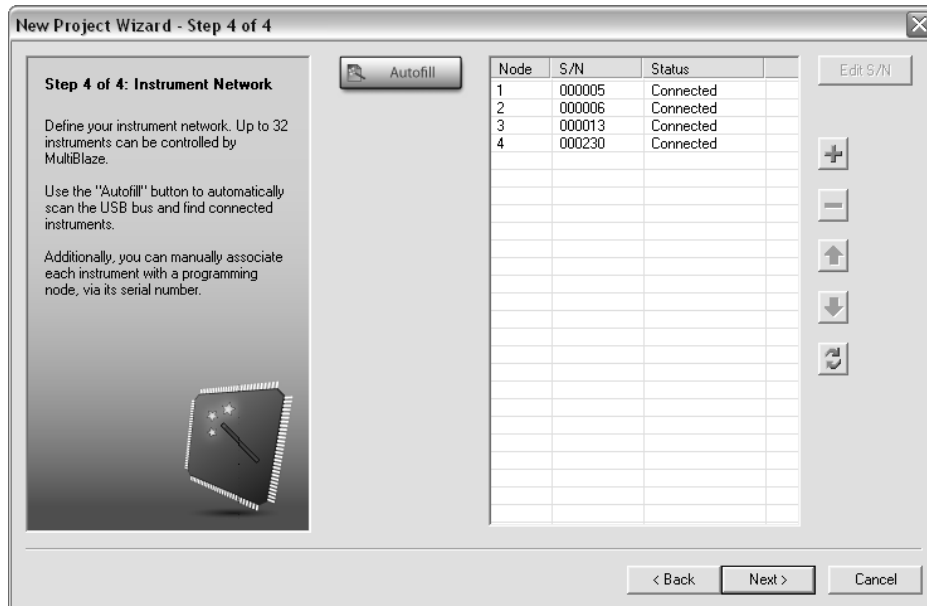 New Project Wizard - Step 4 of 4
Step 4 of 4: Instrument Network
Define your instrument network. Up to 32
instruments can be controlled by
MultiBlaze.
Use the "Autofill" button to automatically
scan the USB bus and find connected
instruments.
Additionally, you can manually associate
each instrument with a programming
node, via its serial number.
Autofill
Node S/N Status
1 000005 Connected
2 000006 Connected
3 000013 Connected
4 000230 Connected
Edit S/N
< Back Next > Cancel